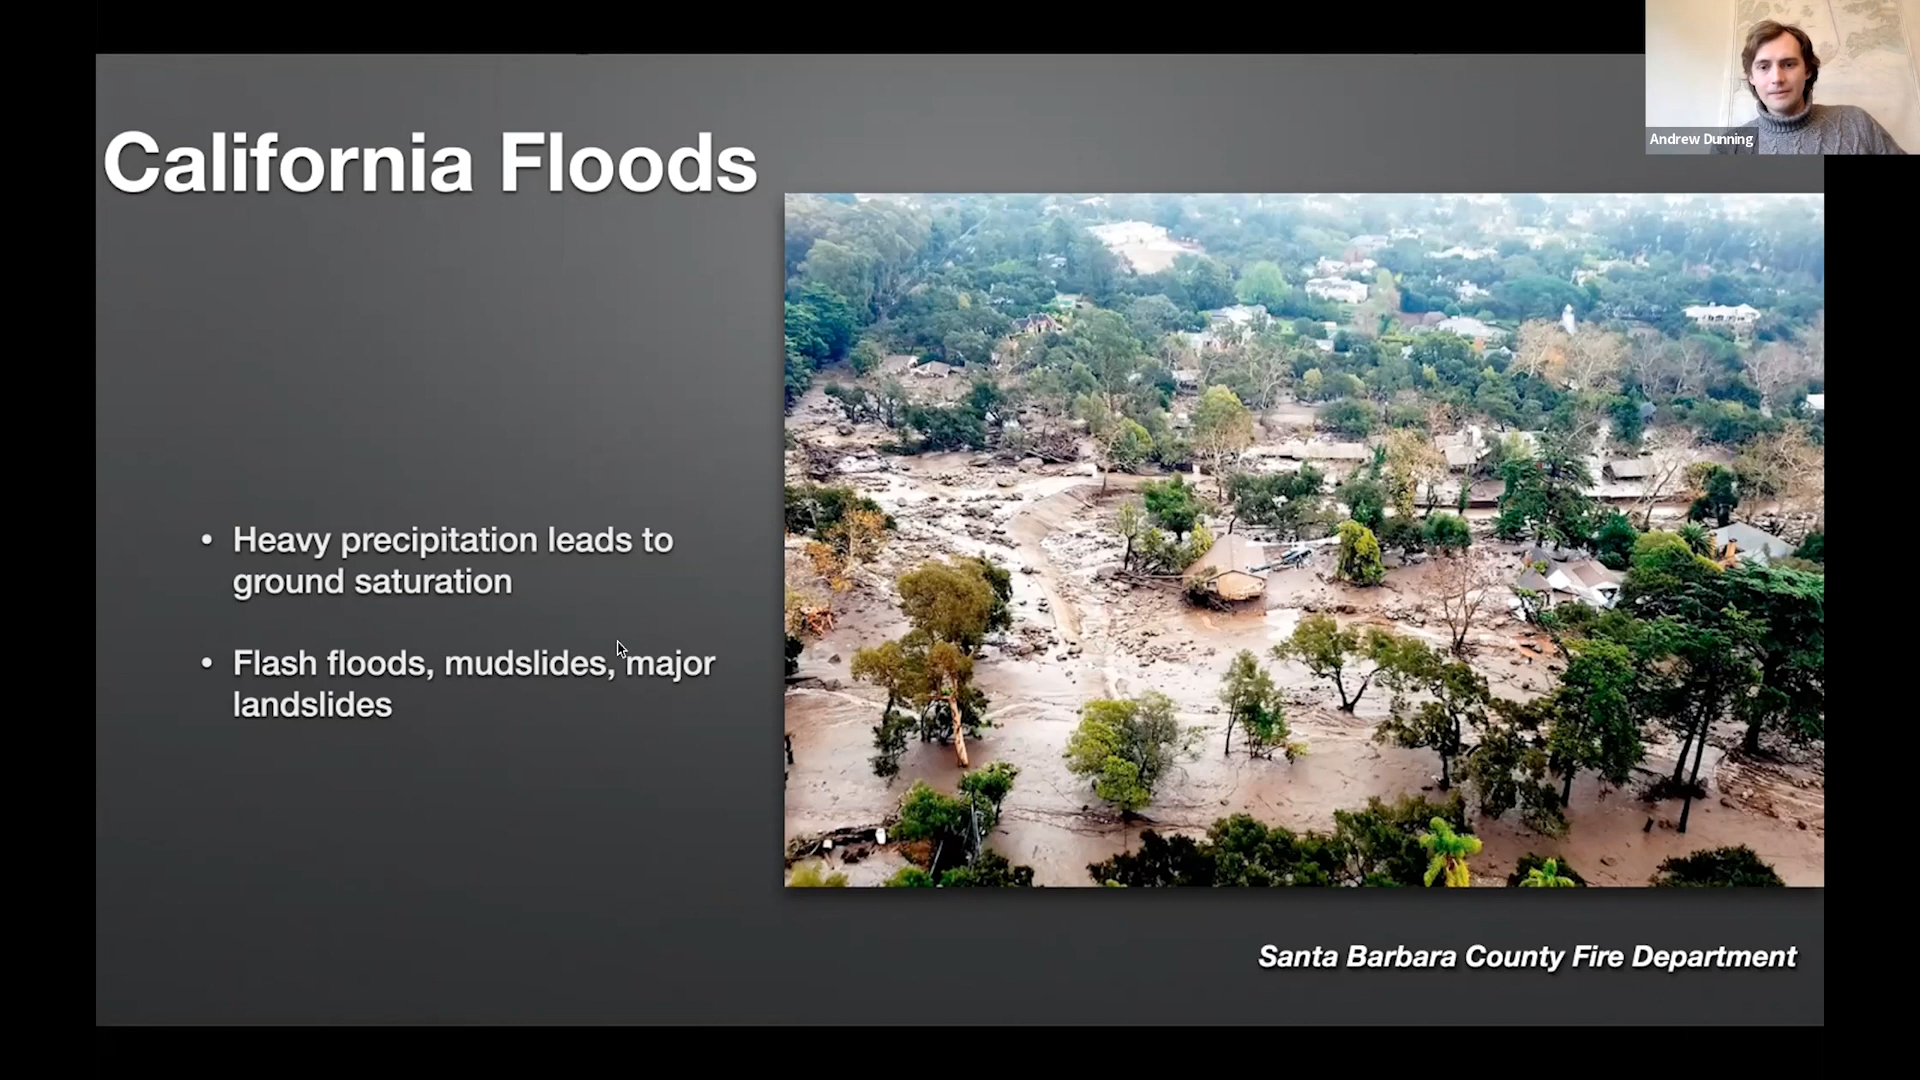 California Floods
Andrew Dunning
• Heavy precipitation leads to
ground saturation
• Flash floods, mudslides, major
landslides
Santa Barbara County Fire Department